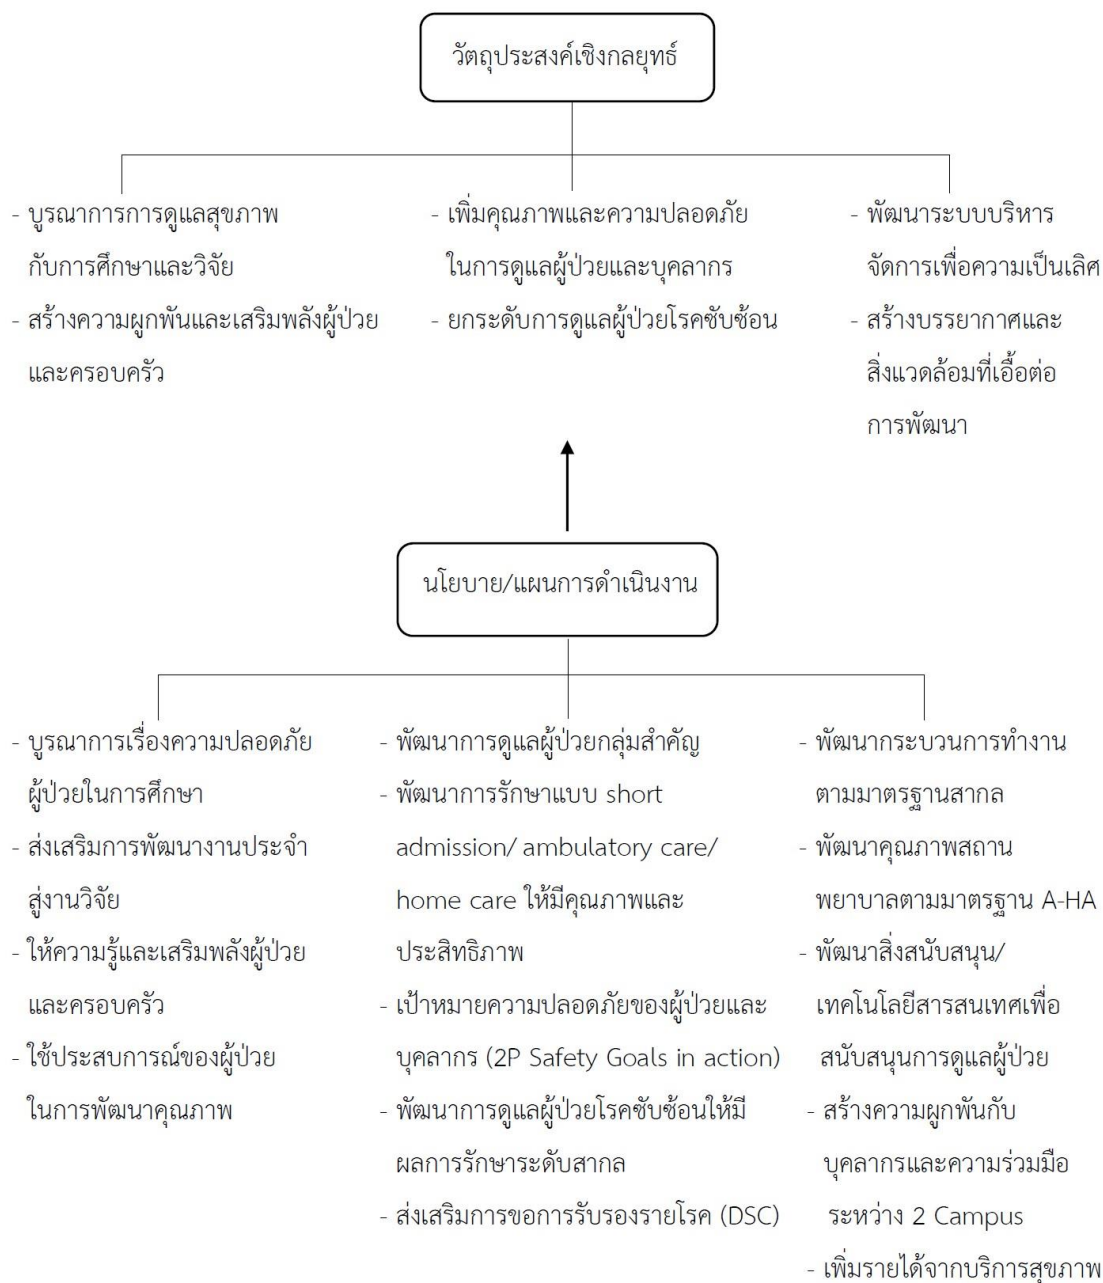 วัตถุประสงค์เชิงกลยุทธ์
- บูรณาการการดูแลสุขภาพ
กับการศึกษาและวิจัย
- สร้างความผูกพันและเสริมพลังผู้ป่วย
และครอบครัว
- เพิ่มคุณภาพและความปลอดภัย
ในการดูแลผู้ป่วยและบุคลากร
- ยกระดับการดูแลผู้ป่วยโรคซับซ้อน
- พัฒนาระบบบริหาร
จัดการเพื่อความเป็นเลิศ
- สร้างบรรยากาศและ
สิ่งแวดล้อมที่เอื้อต่อ
การพัฒนา
นโยบาย/แผนการดำเนินงาน
- บูรณาการเรื่องความปลอดภัย
ผู้ป่วยในการศึกษา
- ส่งเสริมการพัฒนางานประจำ
สู่งานวิจัย
- ให้ความรู้และเสริมพลังผู้ป่วย
และครอบครัว
- ใช้ประสบการณ์ของผู้ป่วย
ในการพัฒนาคุณภาพ
- พัฒนาการดูแลผู้ป่วยกลุ่มสำคัญ
- พัฒนาการรักษาแบบ short
admission/ ambulatory care/
home care ให้มีคุณภาพและ
ประสิทธิภาพ
- เป้าหมายความปลอดภัยของผู้ป่วยและ
บุคลากร (2P Safety Goals in action)
- พัฒนาการดูแลผู้ป่วยโรคซับซ้อนให้มี
ผลการรักษาระดับสากล
- ส่งเสริมการขอการรับรองรายโรค (DSC)
- พัฒนากระบวนการทำงาน
ตามมาตรฐานสากล
- พัฒนาคุณภาพสถาน
พยาบาลตามมาตรฐาน A-HA
- พัฒนาสิ่งสนับสนุน/
เทคโนโลยีสารสนเทศเพื่อ
สนับสนุนการดูแลผู้ป่วย
- สร้างความผูกพันกับ
บุคลากรและความร่วมมือ
ระหว่าง 2 Campus
- เพิ่มรายได้จากบริการสุขภาพ